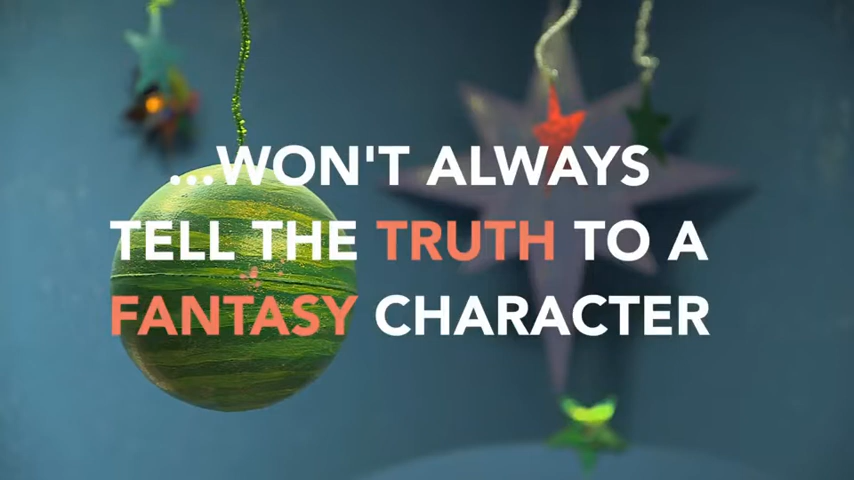 ...WON'T ALWAYS
TELL THE TRUTH TO A
FANTASY CHARACTER